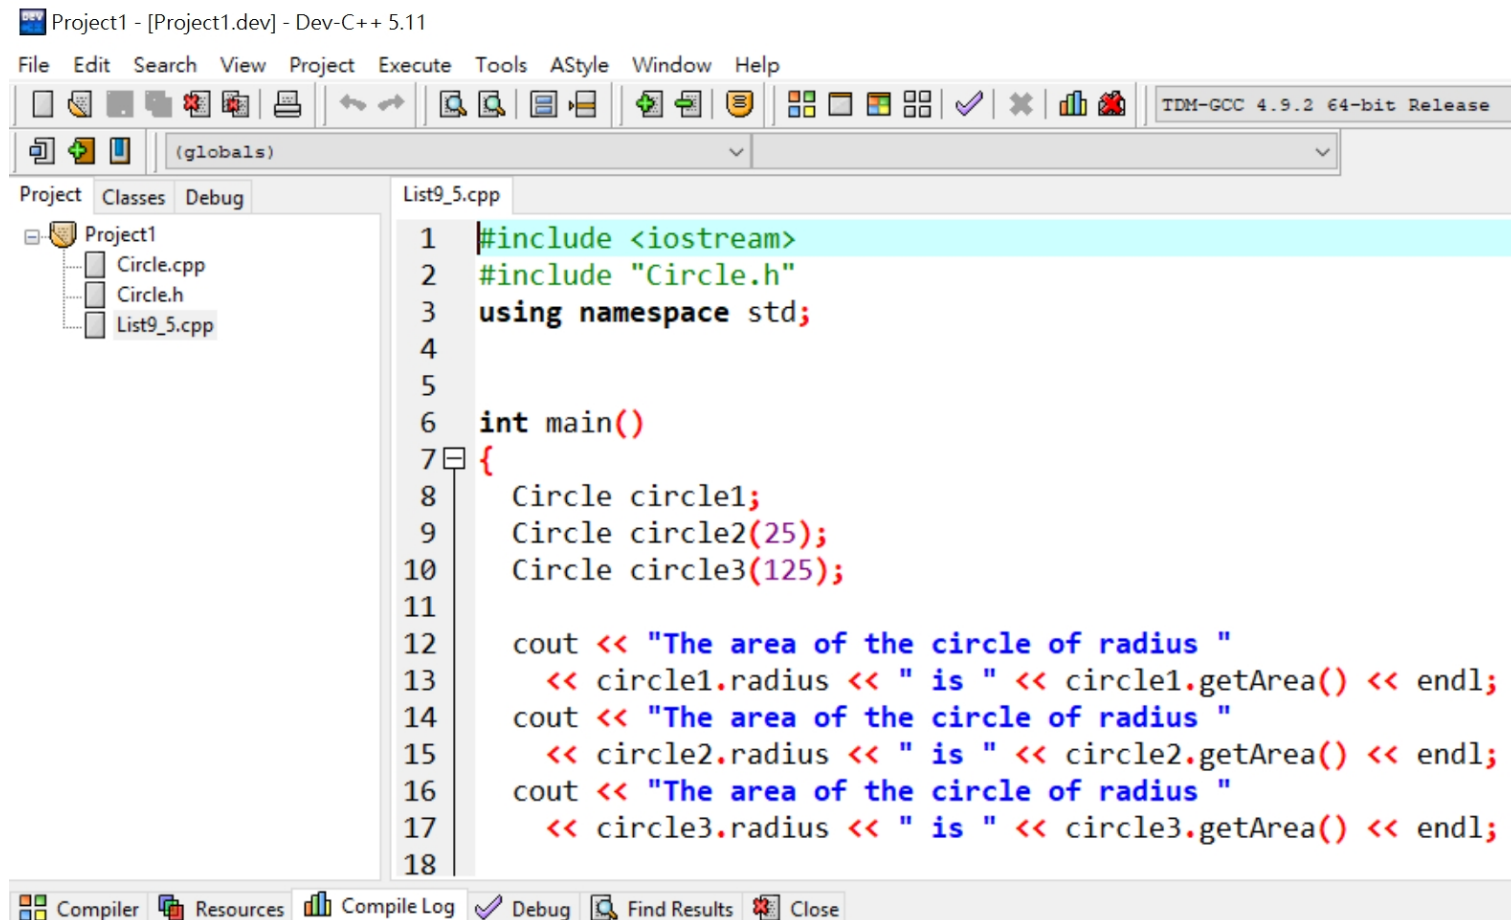 Project1 - [Project1.dev] - Dev-C++ 5.11
File Edit Search View Project Execute Tools AStyle Window Help
TDM-GCC 4.9.2 64-bit Release
(globals)
Project Classes Debug
Project1
Circle.cpp
Circle.h
List9_5.cpp
List9_5.cpp
1 #include <iostream>
2 #include "Circle.h"
3 using namespace std;
4
5
6 int main()
7 {
8 Circle circle1;
9 Circle circle2(25);
10 Circle circle3(125);
11
12 cout << "The area of the circle of radius "
13 << circle1.radius << " is " << circle1.getArea() << endl;
14 cout << "The area of the circle of radius "
15 << circle2.radius << " is " << circle2.getArea() << endl;
16 cout << "The area of the circle of radius "
17 << circle3.radius << " is " << circle3.getArea() << endl;
18
Compiler Resources Compile Log Debug Find Results Close